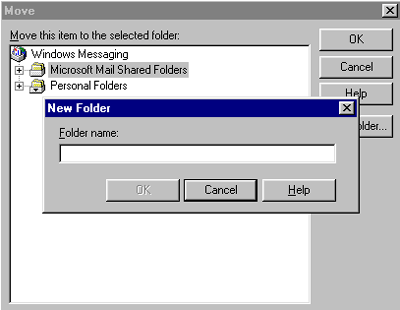 Move
Move this item to the selected folder:
OK
Windows Messaging
Microsoft Mail Shared Folders
Cancel
Personal Folders
Help
New Folder
Folder name:
older...
OK
Cancel
Help